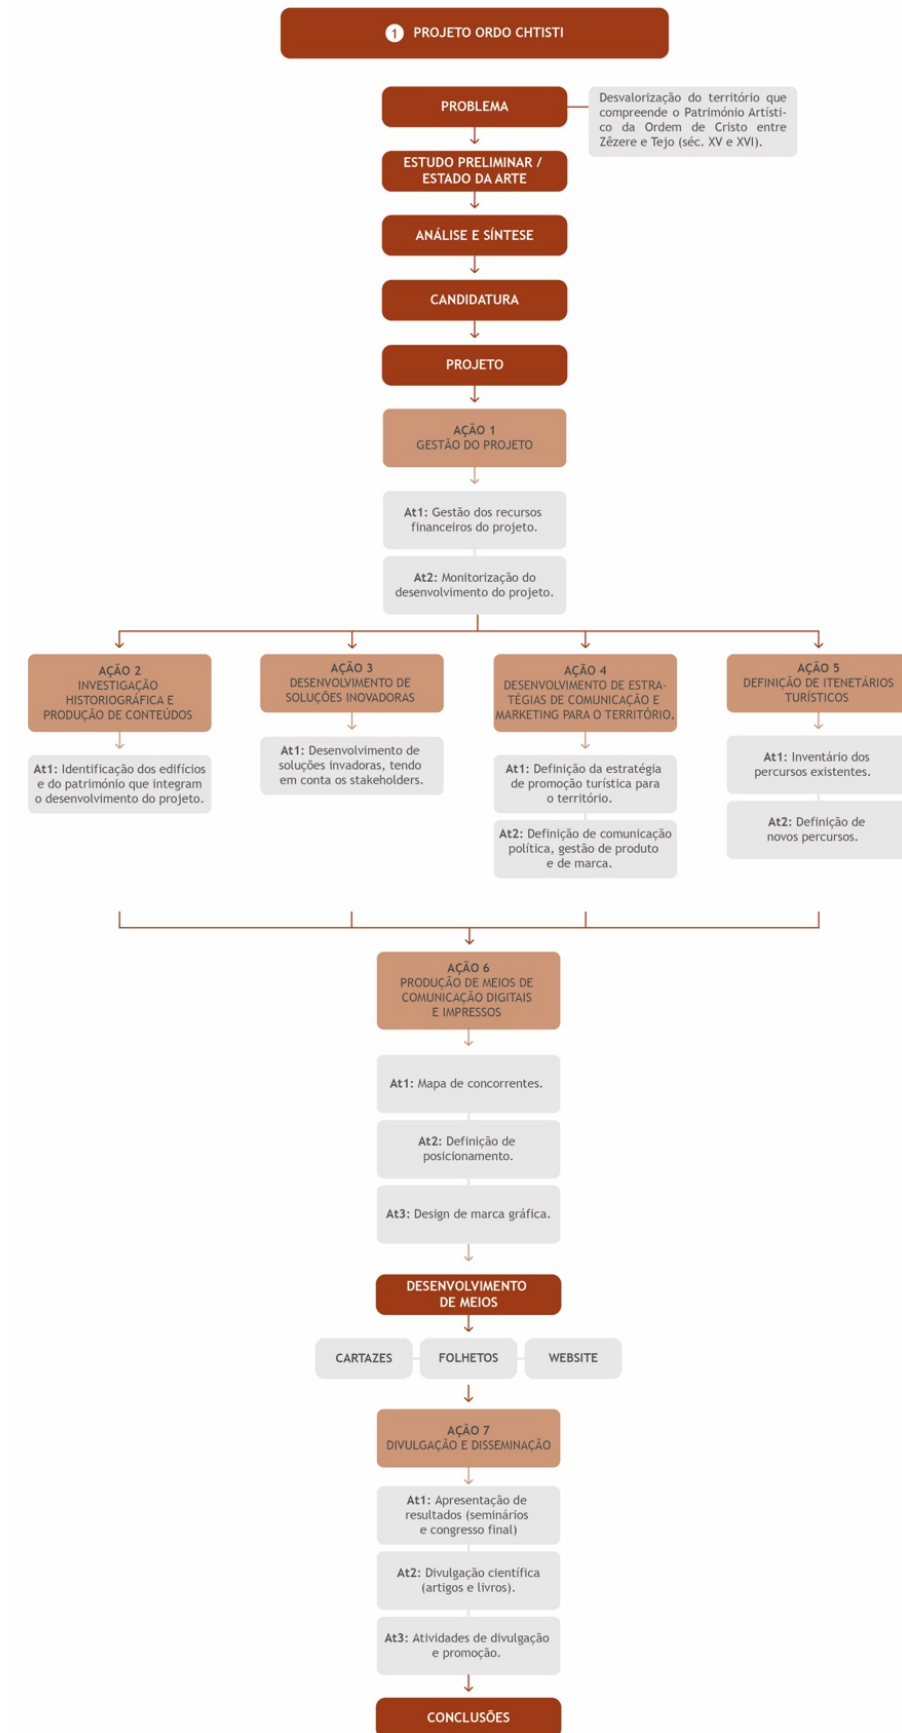 1 PROJETO ORDO CHTISTI
PROBLEMA
Desvalorização do território que
compreende o Património Artísti-
co da Ordem de Cristo entre
Zêzere e Tejo (séc. XV e XVI).
ESTUDO PRELIMINAR /
ESTADO DA ARTE
ANÁLISE E SÍNTESE
CANDIDATURA
PROJETO
AÇÃO 1
GESTÃO DO PROJETO
At1: Gestão dos recursos
financeiros do projeto.
At2: Monitorização do
desenvolvimento do projeto.
AÇÃO 2
INVESTIGAÇÃO
HISTORIOGRÁFICA E
PRODUÇÃO DE CONTEÚDOS
At1: Identificação dos edifícios
e do património que integram
o desenvolvimento do projeto.
AÇÃO 3
DESENVOLVIMENTO DE
SOLUÇÕES INOVADORAS
At1: Desenvolvimento de
soluções invadoras, tendo
em conta os stakeholders.
AÇÃO 4
DESENVOLVIMENTO DE ESTRA-
TÉGIAS DE COMUNICAÇÃO E
MARKETING PARA O TERRITÓRIO.
At1: Definição da estratégia
de promoção turística para
o território.
At2: Definição de comunicação
política, gestão de produto
e de marca.
AÇÃO 5
DEFINIÇÃO DE ITENETÁRIOS
TURÍSTICOS
At1: Inventário dos
percursos existentes.
At2: Definição de
novos percursos.
AÇÃO 6
PRODUÇÃO DE MEIOS DE
COMUNICAÇÃO DIGITAIS
E IMPRESSOS
At1: Mapa de concorrentes.
At2: Definição de
posicionamento.
At3: Design de marca gráfica.
DESENVOLVIMENTO
DE MEIOS
CARTAZES
FOLHETOS
WEBSITE
AÇÃO 7
DIVULGAÇÃO E DISSEMINAÇÃO
At1: Apresentação de
resultados (seminários
e congresso final)
At2: Divulgação científica
(artigos e livros).
At3: Atividades de divulgação
e promoção.
CONCLUSÕES